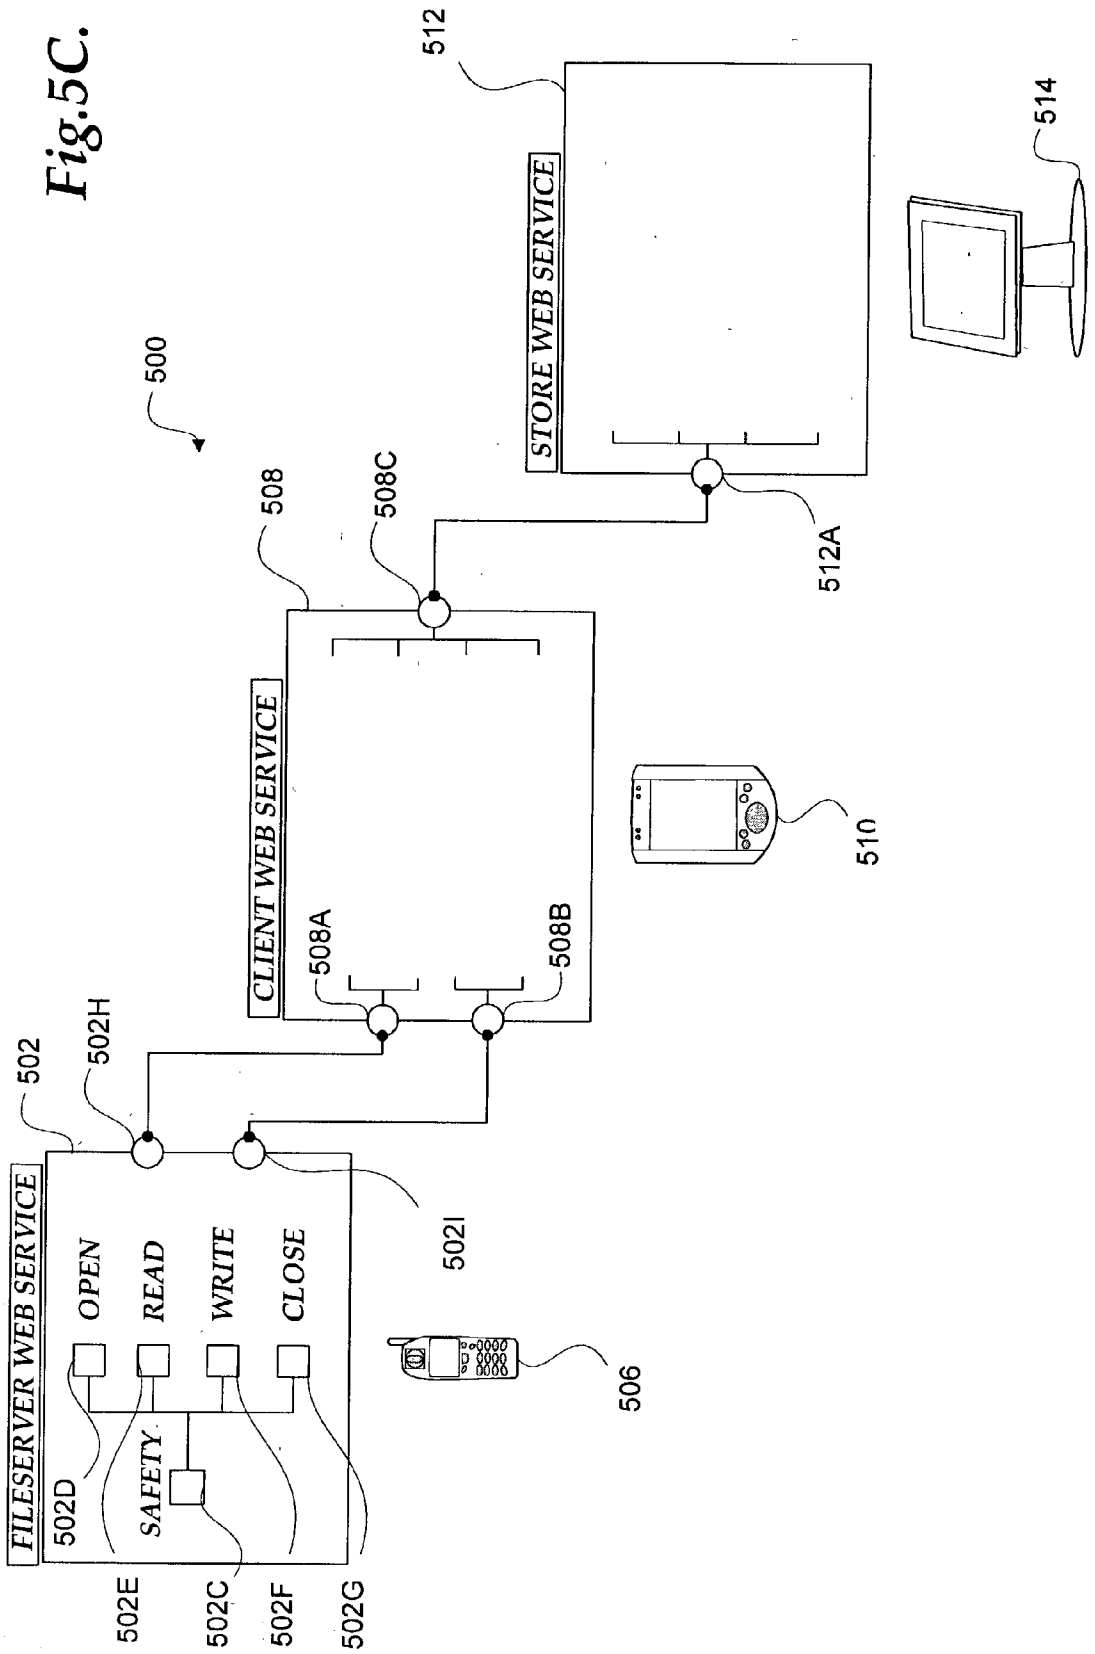 Fig.5C.
500
FILESERVER WEB SERVICE
502
502H
502D
OPEN
SAFETY
READ
WRITE
CLOSE
502I
502E
502C
502F
502G
506
CLIENT WEB SERVICE
508
508A
508B
508C
510
STORE WEB SERVICE
512
512A
514